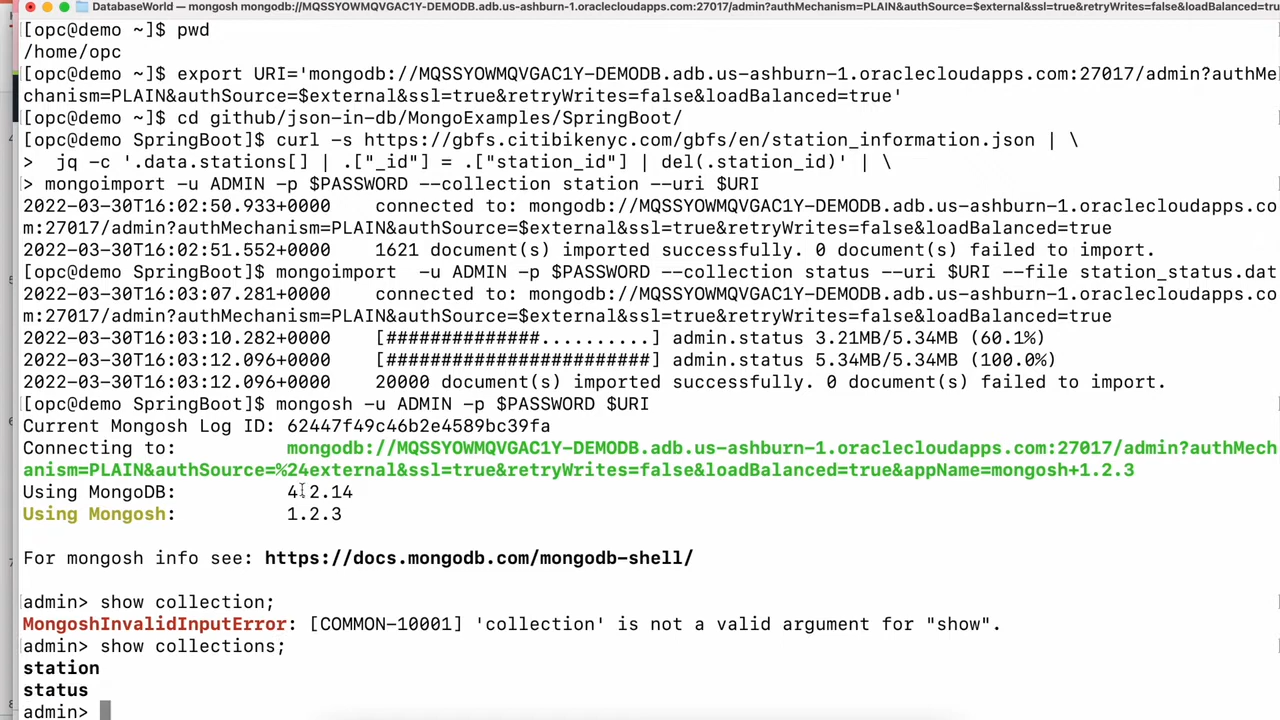 DatabaseWorld — mongosh mongodb://MQSSYOWMQVGAC1Y-DEMODB.adb.us-ashburn-1.oraclecloudapps.com:27017/admin?authMechanism=PLAIN&authSource=$external&ssl=true&retryWrites=false&loadBalanced=tru
[opc@demo ~]$ pwd
/home/opc
[opc@demo ~]$ export URI='mongodb://MQSSYOWMQVGAC1Y-DEMODB.adb.us-ashburn-1.oraclecloudapps.com:27017/admin?authMe
chanism=PLAIN&authSource=$external&ssl=true&retryWrites=false&loadBalanced=true'
[opc@demo ~]$ cd github/json-in-db/MongoExamples/SpringBoot/
[opc@demo SpringBoot]$ curl -s https://gbfs.citibikenyc.com/gbfs/en/station_information.json | \
>  jq -c '.data.stations[] | .["_id"] = .["station_id"] | del(.station_id)' | \
> mongoimport -u ADMIN -p $PASSWORD --collection station --uri $URI
2022-03-30T16:02:50.933+0000    connected to: mongodb://MQSSYOWMQVGAC1Y-DEMODB.adb.us-ashburn-1.oraclecloudapps.co
m:27017/admin?authMechanism=PLAIN&authSource=$external&ssl=true&retryWrites=false&loadBalanced=true
2022-03-30T16:02:51.552+0000    1621 document(s) imported successfully. 0 document(s) failed to import.
[opc@demo SpringBoot]$ mongoimport  -u ADMIN -p $PASSWORD --collection status --uri $URI --file station_status.dat
2022-03-30T16:03:07.281+0000    connected to: mongodb://MQSSYOWMQVGAC1Y-DEMODB.adb.us-ashburn-1.oraclecloudapps.co
m:27017/admin?authMechanism=PLAIN&authSource=$external&ssl=true&retryWrites=false&loadBalanced=true
2022-03-30T16:03:10.282+0000    [##############..........] admin.status 3.21MB/5.34MB (60.1%)
2022-03-30T16:03:12.096+0000    [########################] admin.status 5.34MB/5.34MB (100.0%)
2022-03-30T16:03:12.096+0000    20000 document(s) imported successfully. 0 document(s) failed to import.
[opc@demo SpringBoot]$ mongosh -u ADMIN -p $PASSWORD $URI
Current Mongosh Log ID: 62447f49c46b2e4589bc39fa
Connecting to:          mongodb://MQSSYOWMQVGAC1Y-DEMODB.adb.us-ashburn-1.oraclecloudapps.com:27017/admin?authMech
anism=PLAIN&authSource=%24external&ssl=true&retryWrites=false&loadBalanced=true&appName=mongosh+1.2.3
Using MongoDB:          4.2.14
Using Mongosh:          1.2.3
For mongosh info see: https://docs.mongodb.com/mongodb-shell/
admin> show collection;
MongoshInvalidInputError: [COMMON-10001] 'collection' is not a valid argument for "show".
admin> show collections;
station
status
admin>